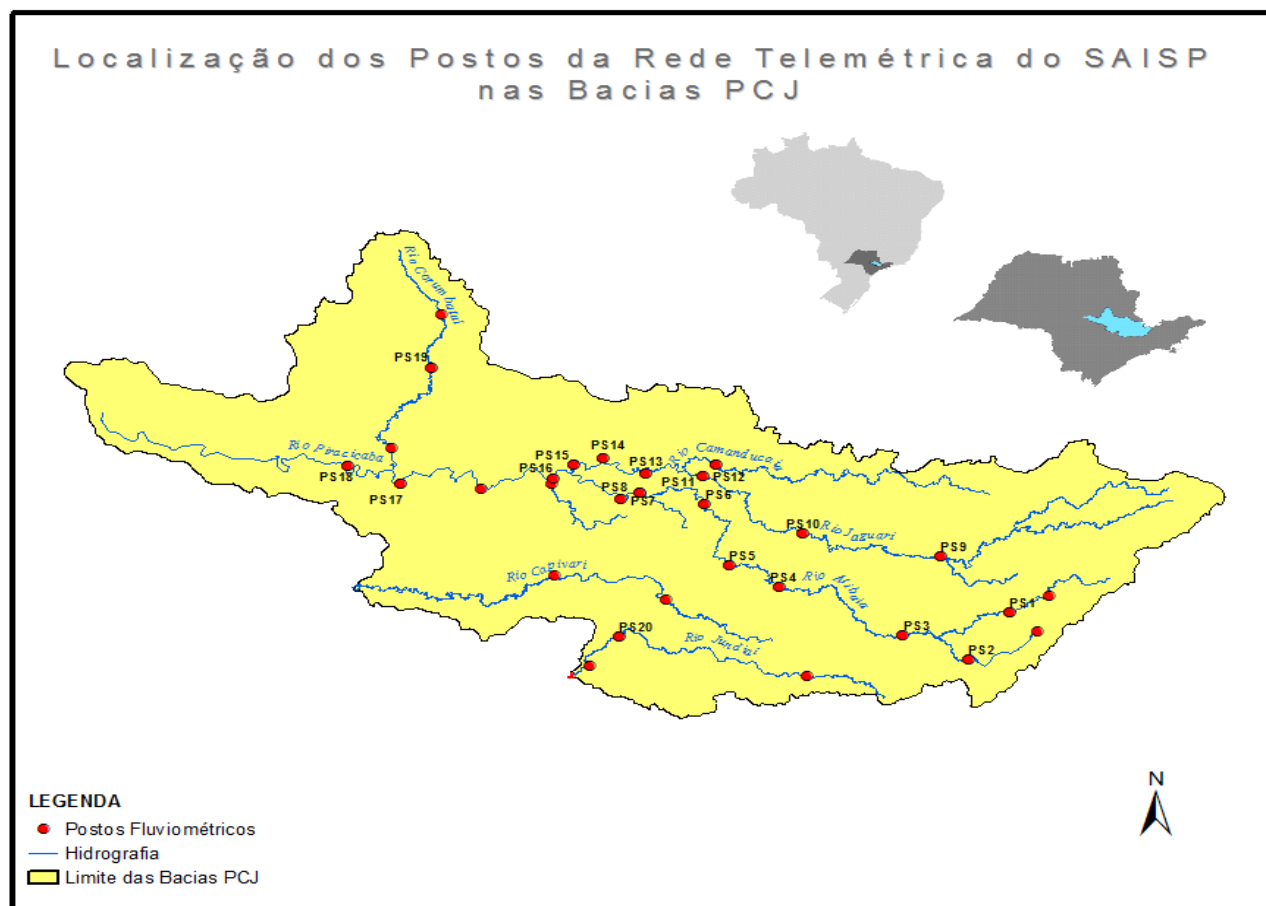 Localização dos Postos da Rede Telemétrica do SAISP
nas Bacias PCJ
Rio Corumbataí
PS19
Rio Piracicaba
PS18
PS17
PS16
PS15
PS14
PS13
Rio Camanducaia
PS12
PS11
PS8
PS7
PS6
PS10
Rio Jaguari
PS9
PS5
PS4
Rio Atibaia
PS1
PS3
PS2
Rio Capivari
PS20
Rio Jundiaí
N
LEGENDA
Postos Fluviométricos
Hidrografia
Limite das Bacias PCJ